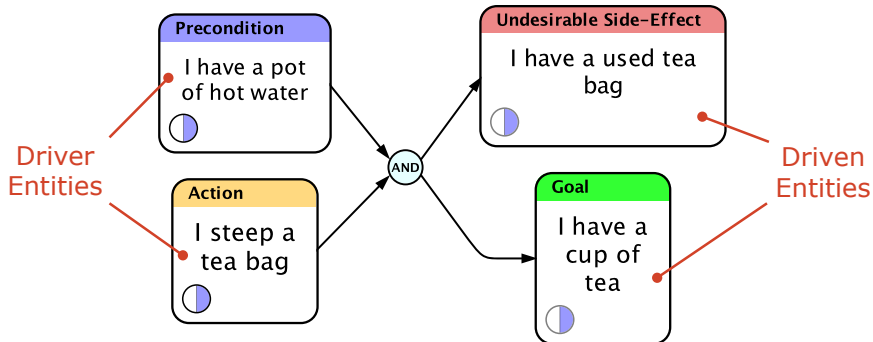 Precondition
I have a pot
of hot water
Undesirable Side-Effect
I have a used tea
bag
Driver
Entities
AND
Driven
Entities
Action
I steep a
tea bag
Goal
I have a
cup of
tea